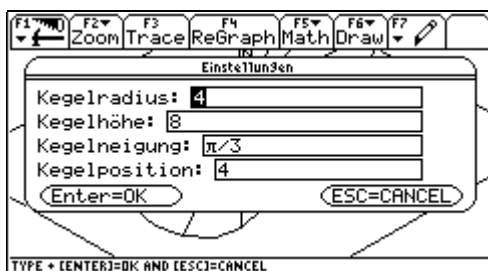 F1 F2 F3 F4 F5 F6 F7
Zoom Trace ReGraph Math Draw
Einstellungen
Kegelradius: 4
Kegelhöhe: 8
Kegelneigung: π/3
Kegelposition: 4
Enter=OK ESC=CANCEL
TYPE + [ENTER]=OK AND [ESC]=CANCEL